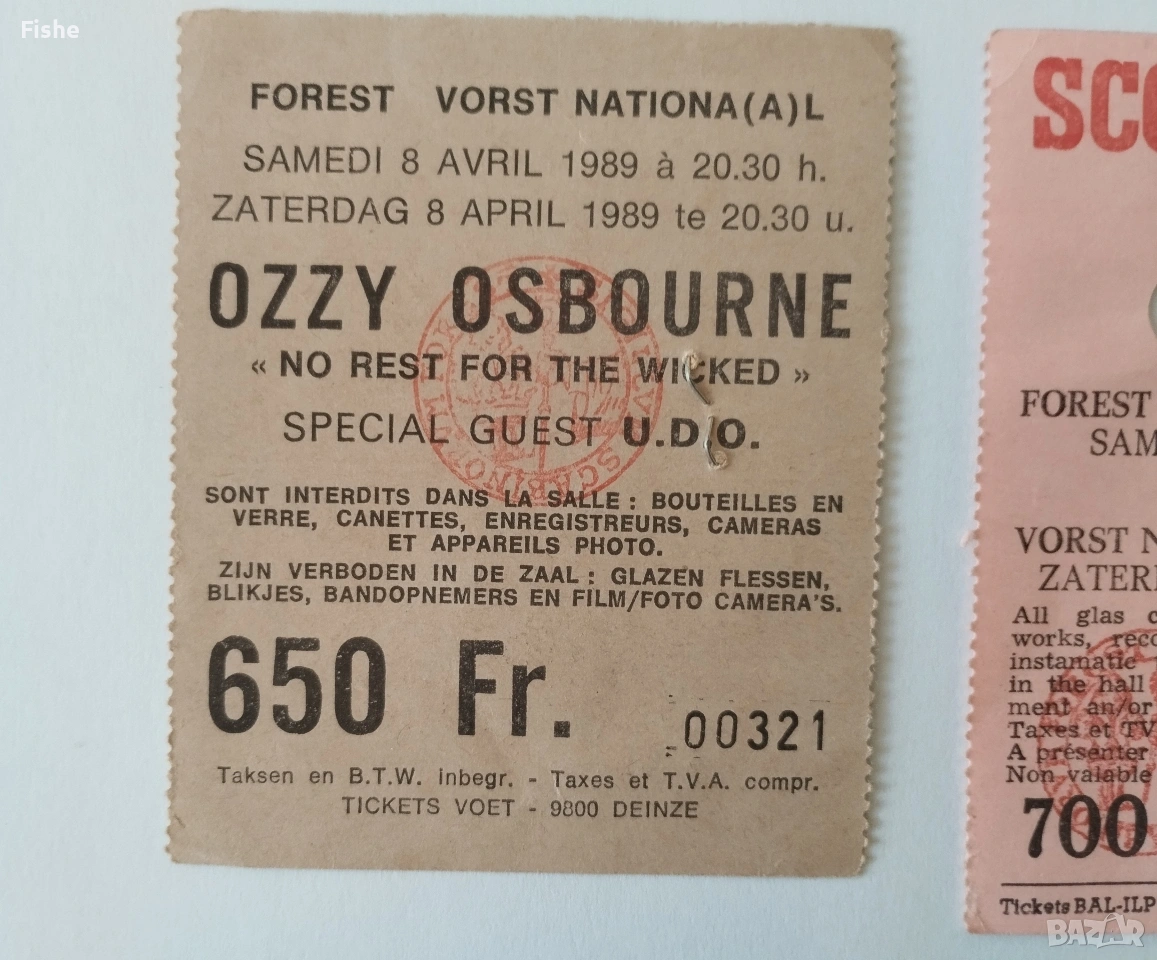 Fishe
FOREST VORST NATIONA(A)L
SAMEDI 8 AVRIL 1989 à 20.30 h.
ZATERDAG 8 APRIL 1989 te 20.30 u.
OZZY OSBOURNE
« NO REST FOR THE WICKED »
SPECIAL GUEST U.D.O.
SONT INTERDITS DANS LA SALLE : BOUTEILLES EN
VERRE, CANETTES, ENREGISTREURS, CAMERAS
ET APPAREILS PHOTO.
ZIJN VERBODEN IN DE ZAAL : GLAZEN FLESSEN,
BLIKJES, BANDOPNEMERS EN FILM/FOTO CAMERA'S.
650 Fr.
00321
Taksen en B.T.W. inbegr. - Taxes et T.V.A. compr.
TICKETS VOET - 9800 DEINZE
SCO
FOREST
SAM
VORST N
ZATER
All glas c
works, reco
instamatic
in the hall
ment an/or
Taxes et TV
A présenter
Non valable
700
Tickets BAL-ILP
BAZAR